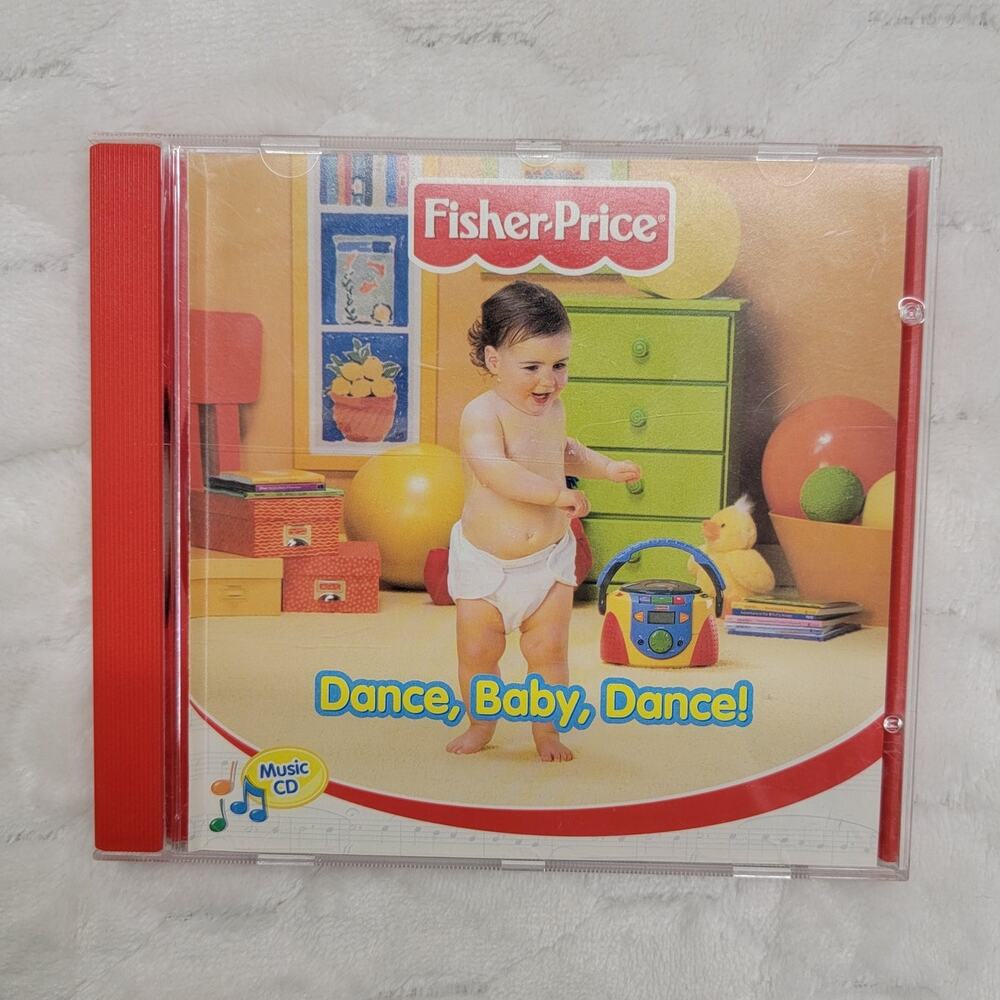 Fisher-Price®
Dance, Baby, Dance!
Music
CD